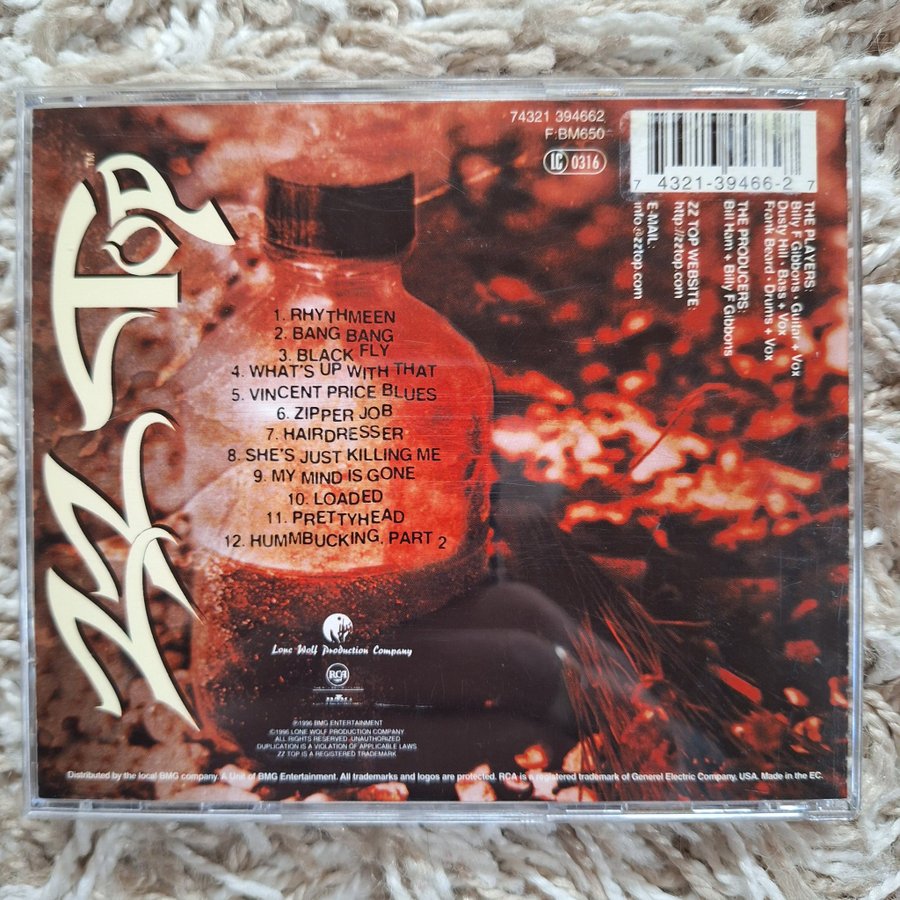 ZZ TOP
™
74321 394662
F:BM650
LC 0316
7 4321-39466-2 7
THE PLAYERS:
Billy F Gibbons · Guitar + Vox
Dusty Hill · Bass + Vox
Frank Beard · Drums + Vox
THE PRODUCERS:
Bill Ham + Billy F Gibbons
ZZ TOP WEBSITE:
http://zztop.com
E-MAIL:
info@zztop.com
1. RHYTHMEEN
2. BANG BANG
3. BLACK FLY
4. WHAT'S UP WITH THAT
5. VINCENT PRICE BLUES
6. ZIPPER JOB
7. HAIRDRESSER
8. SHE'S JUST KILLING ME
9. MY MIND IS GONE
10. LOADED
11. PRETTYHEAD
12. HUMMBUCKING, PART 2
Lone Wolf Production Company
RCA
℗1996 BMG ENTERTAINMENT
©1996 LONE WOLF PRODUCTION COMPANY
ALL RIGHTS RESERVED -UNAUTHORIZED
DUPLICATION IS A VIOLATION OF APPLICABLE LAWS
ZZ TOP IS A REGISTERED TRADEMARK
Distributed by the local BMG company. A Unit of BMG Entertainment. All trademarks and logos are protected. RCA is a registered trademark of Generel Electric Company, USA. Made in the EC.